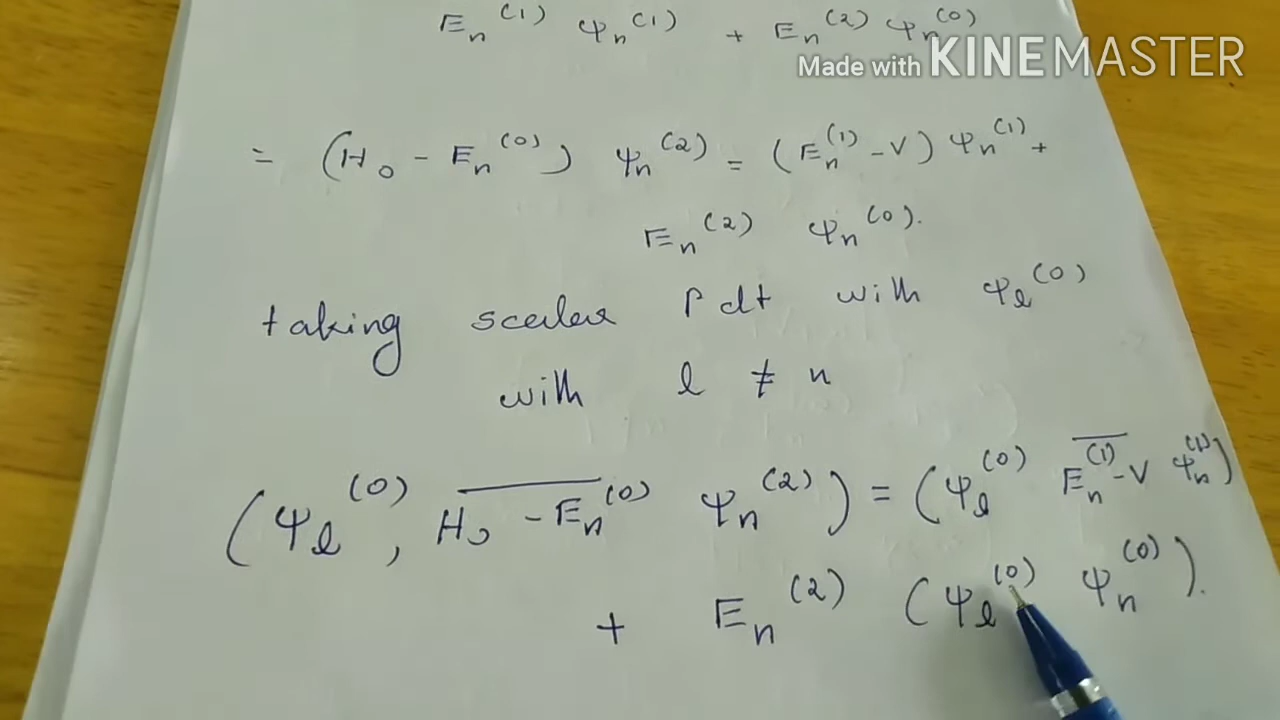 Eₙ⁽¹⁾ ψₙ⁽¹⁾ + Eₙ⁽²⁾ ψₙ⁽⁰⁾
Made with KINEMASTER
= (H₀ - Eₙ⁽⁰⁾) ψₙ⁽²⁾ = (Eₙ⁽¹⁾ - V) ψₙ⁽¹⁾ +
Eₙ⁽²⁾ ψₙ⁽⁰⁾.
taking scalar Pdt with ψₗ⁽⁰⁾
with l ≠ n
(ψₗ⁽⁰⁾, H₀ - Eₙ⁽⁰⁾ ψₙ⁽²⁾) = (ψₗ⁽⁰⁾ Eₙ⁽¹⁾ - V ψₙ⁽¹⁾)
+ Eₙ⁽²⁾ (ψₗ⁽⁰⁾ ψₙ⁽⁰⁾).